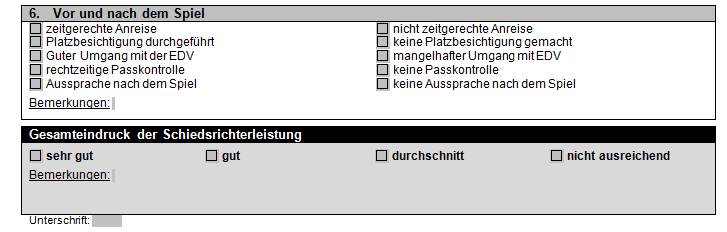 6. Vor und nach dem Spiel
zeitgerechte Anreise nicht zeitgerechte Anreise
Platzbesichtigung durchgeführt keine Platzbesichtigung gemacht
Guter Umgang mit der EDV mangelhafter Umgang mit EDV
rechtzeitige Passkontrolle keine Passkontrolle
Aussprache nach dem Spiel keine Aussprache nach dem Spiel
Bemerkungen:
Gesamteindruck der Schiedsrichterleistung
sehr gut gut durchschnitt nicht ausreichend
Bemerkungen:
Unterschrift: